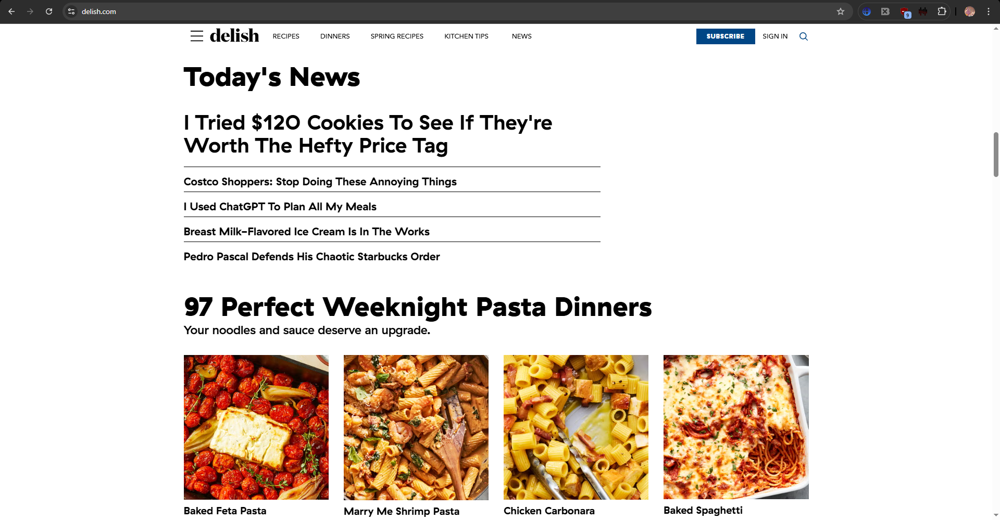 delish.com
9
delish
RECIPES
DINNERS
SPRING RECIPES
KITCHEN TIPS
NEWS
SUBSCRIBE
SIGN IN
Today's News
I Tried $120 Cookies To See If They're
Worth The Hefty Price Tag
Costco Shoppers: Stop Doing These Annoying Things
I Used ChatGPT To Plan All My Meals
Breast Milk-Flavored Ice Cream Is In The Works
Pedro Pascal Defends His Chaotic Starbucks Order
97 Perfect Weeknight Pasta Dinners
Your noodles and sauce deserve an upgrade.
Baked Feta Pasta
Marry Me Shrimp Pasta
Chicken Carbonara
Baked Spaghetti